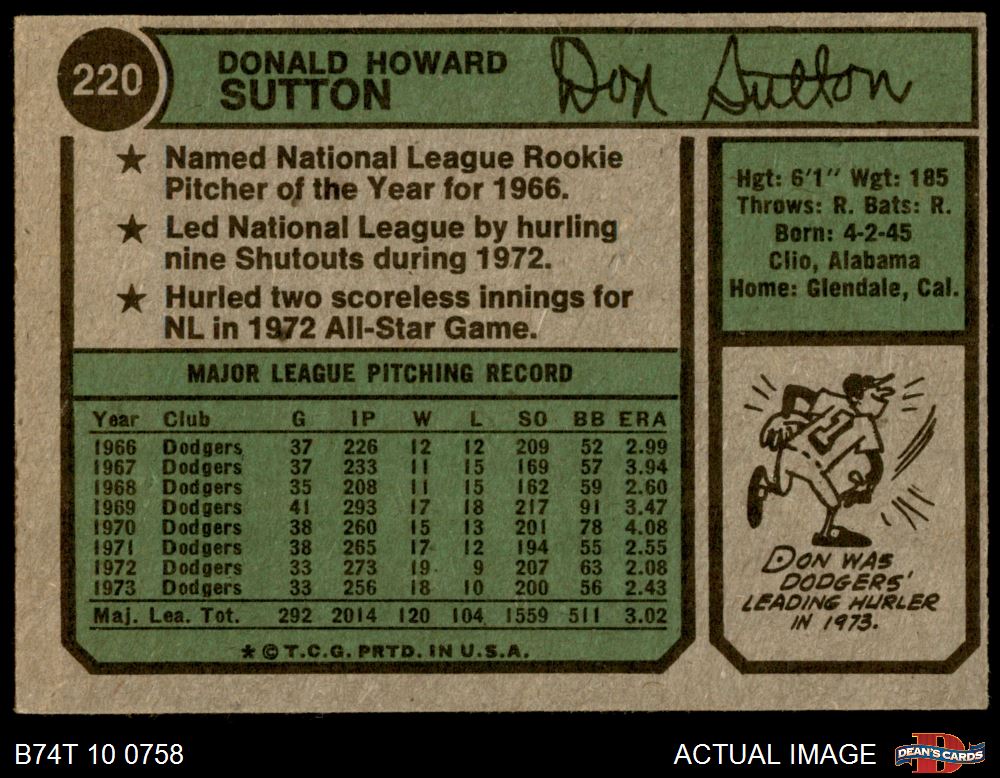 220
DONALD HOWARD
SUTTON
Don Sutton
★ Named National League Rookie
Pitcher of the Year for 1966.
★ Led National League by hurling
nine Shutouts during 1972.
★ Hurled two scoreless innings for
NL in 1972 All-Star Game.
Hgt: 6'1" Wgt: 185
Throws: R. Bats: R.
Born: 4-2-45
Clio, Alabama
Home: Glendale, Cal.
MAJOR LEAGUE PITCHING RECORD
Year Club G IP W L SO BB ERA
1966 Dodgers 37 226 12 12 209 52 2.99
1967 Dodgers 37 233 11 15 169 57 3.94
1968 Dodgers 35 208 11 15 162 59 2.60
1969 Dodgers 41 293 17 18 217 91 3.47
1970 Dodgers 38 260 15 13 201 78 4.08
1971 Dodgers 38 265 17 12 194 55 2.55
1972 Dodgers 33 273 19 9 207 63 2.08
1973 Dodgers 33 256 18 10 200 56 2.43
Maj. Lea. Tot. 292 2014 120 104 1559 511 3.02
* © T.C.G. PRTD. IN U.S.A.
DON WAS
DODGERS'
LEADING HURLER
IN 1973.
B74T 10 0758
ACTUAL IMAGE
DEAN'S CARDS